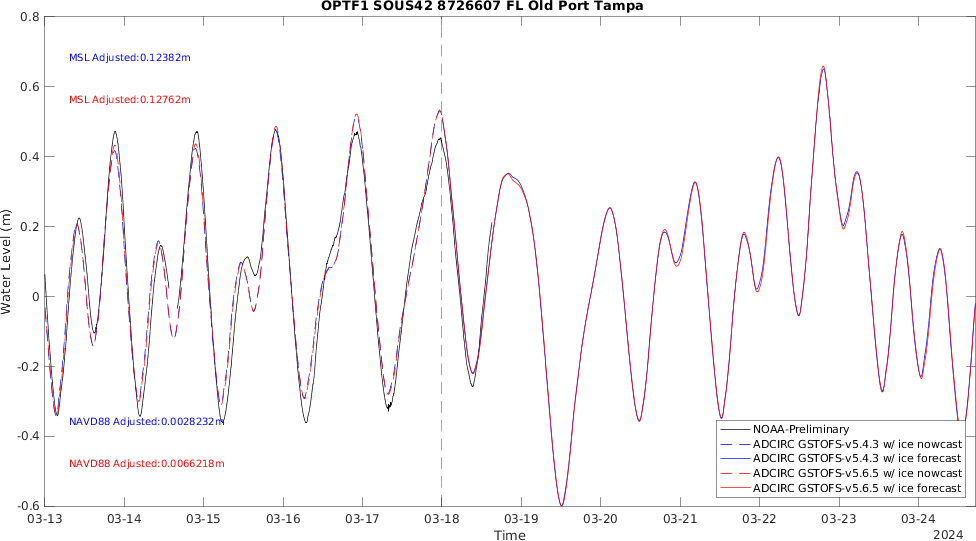 OPTF1 SOUS42 8726607 FL Old Port Tampa
0.8
MSL Adjusted:0.12382m
0.6
MSL Adjusted:0.12762m
0.4
0.2
Water Level (m)
0
-0.2
NAVD88 Adjusted:0.0028232m
-0.4
NAVD88 Adjusted:0.0066218m
-0.6
NOAA-Preliminary
ADCIRC GSTOFS-v5.4.3 w/ ice nowcast
ADCIRC GSTOFS-v5.4.3 w/ ice forecast
ADCIRC GSTOFS-v5.6.5 w/ ice nowcast
ADCIRC GSTOFS-v5.6.5 w/ ice forecast
03-13 03-14 03-15 03-16 03-17 03-18 03-19 03-20 03-21 03-22 03-23 03-24
Time
2024